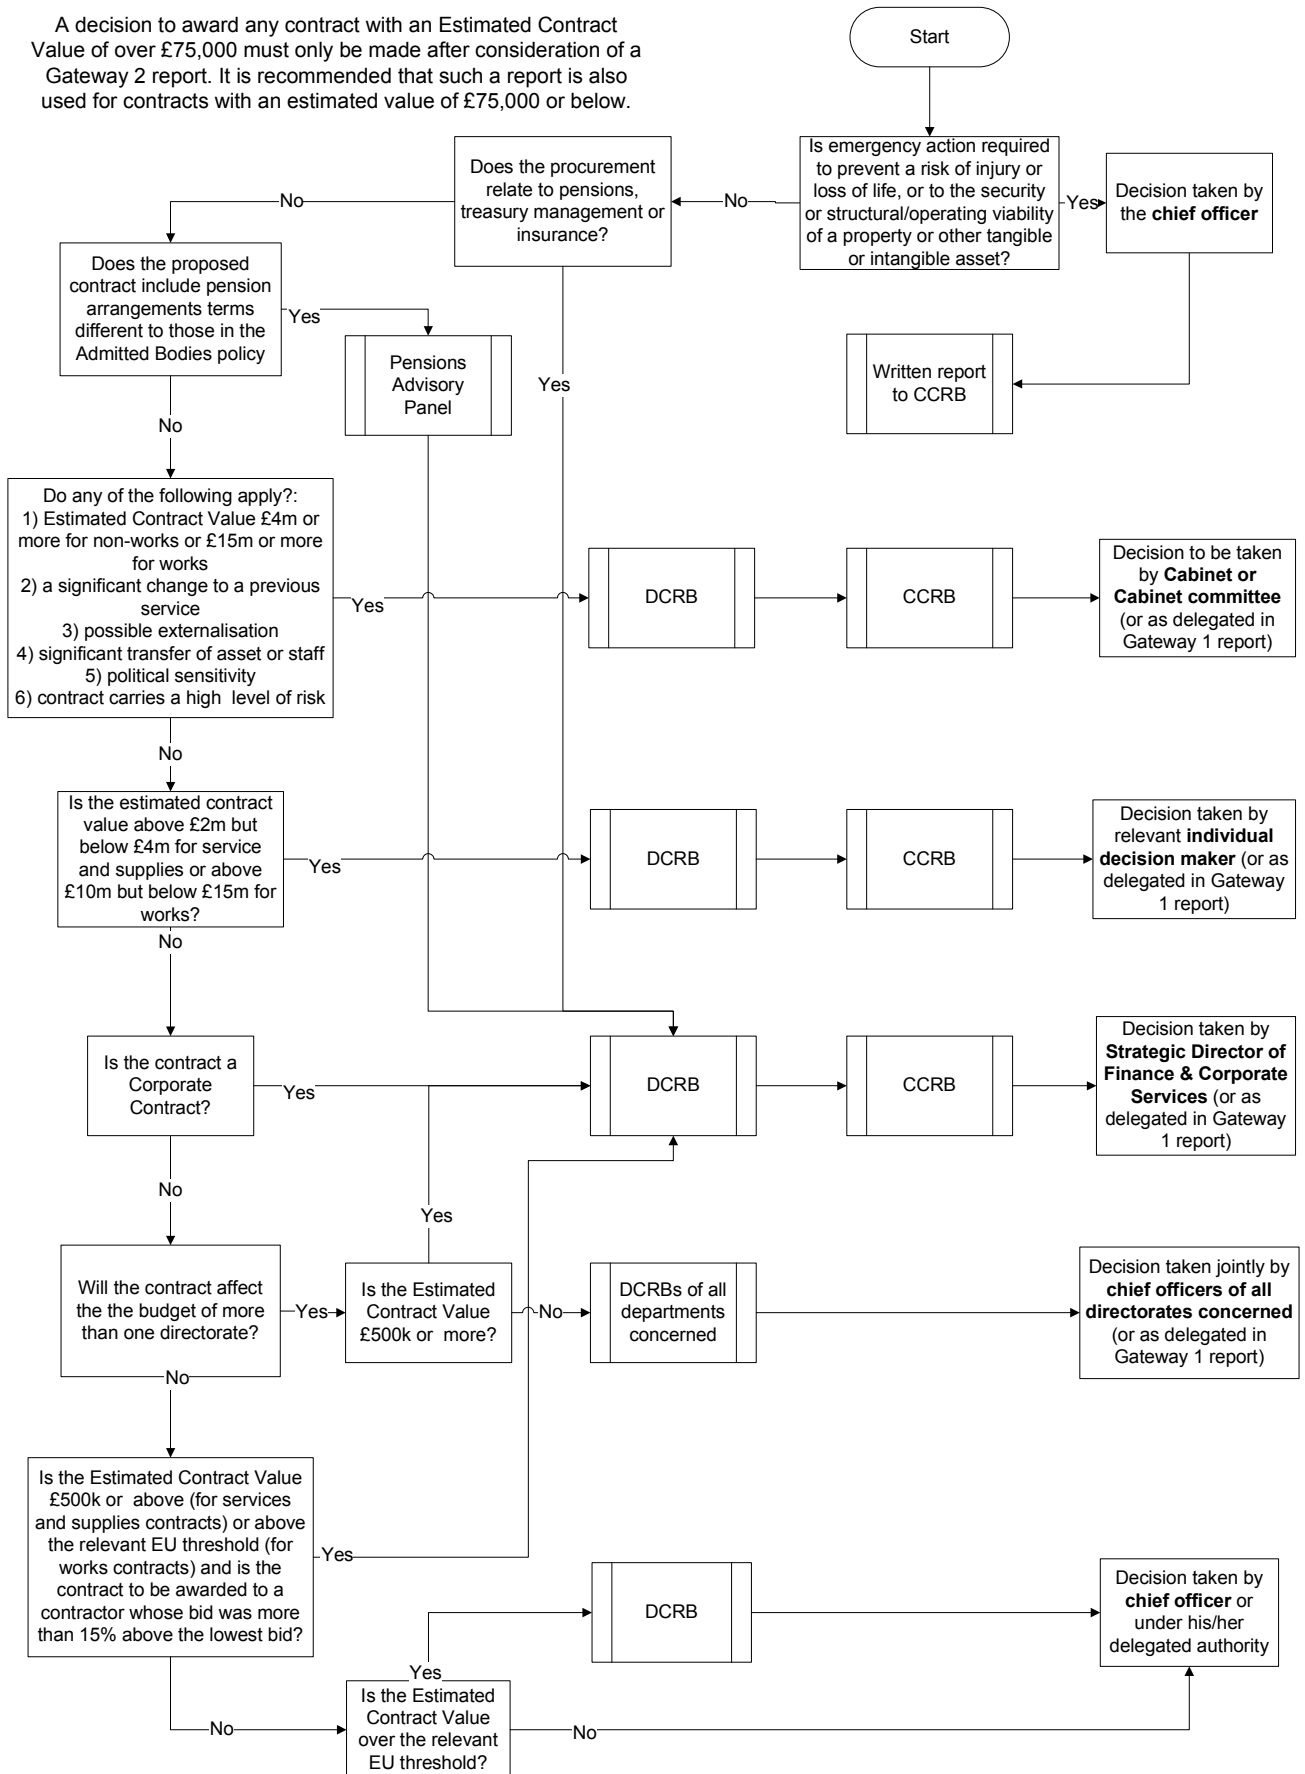 A decision to award any contract with an Estimated Contract
Value of over £75,000 must only be made after consideration of a
Gateway 2 report. It is recommended that such a report is also
used for contracts with an estimated value of £75,000 or below.
Start
Is emergency action required
to prevent a risk of injury or
loss of life, or to the security
or structural/operating viability
of a property or other tangible
or intangible asset?
Yes
Decision taken by
the chief officer
Written report
to CCRB
No
Does the procurement
relate to pensions,
treasury management or
insurance?
Yes
No
Does the proposed
contract include pension
arrangements terms
different to those in the
Admitted Bodies policy
Yes
Pensions
Advisory
Panel
No
Do any of the following apply?:
1) Estimated Contract Value £4m or
more for non-works or £15m or more
for works
2) a significant change to a previous
service
3) possible externalisation
4) significant transfer of asset or staff
5) political sensitivity
6) contract carries a high level of risk
Yes
DCRB
CCRB
Decision to be taken
by Cabinet or
Cabinet committee
(or as delegated in
Gateway 1 report)
No
Is the estimated contract
value above £2m but
below £4m for service
and supplies or above
£10m but below £15m for
works?
Yes
DCRB
CCRB
Decision taken by
relevant individual
decision maker (or as
delegated in Gateway
1 report)
No
Is the contract a
Corporate
Contract?
Yes
DCRB
CCRB
Decision taken by
Strategic Director of
Finance & Corporate
Services (or as
delegated in Gateway
1 report)
No
Will the contract affect
the the budget of more
than one directorate?
Yes
Is the Estimated
Contract Value
£500k or more?
Yes
No
DCRBs of all
departments
concerned
Decision taken jointly by
chief officers of all
directorates concerned
(or as delegated in
Gateway 1 report)
No
Is the Estimated Contract Value
£500k or above (for services
and supplies contracts) or above
the relevant EU threshold (for
works contracts) and is the
contract to be awarded to a
contractor whose bid was more
than 15% above the lowest bid?
Yes
No
Is the Estimated
Contract Value
over the relevant
EU threshold?
Yes
DCRB
No
Decision taken by
chief officer or
under his/her
delegated authority